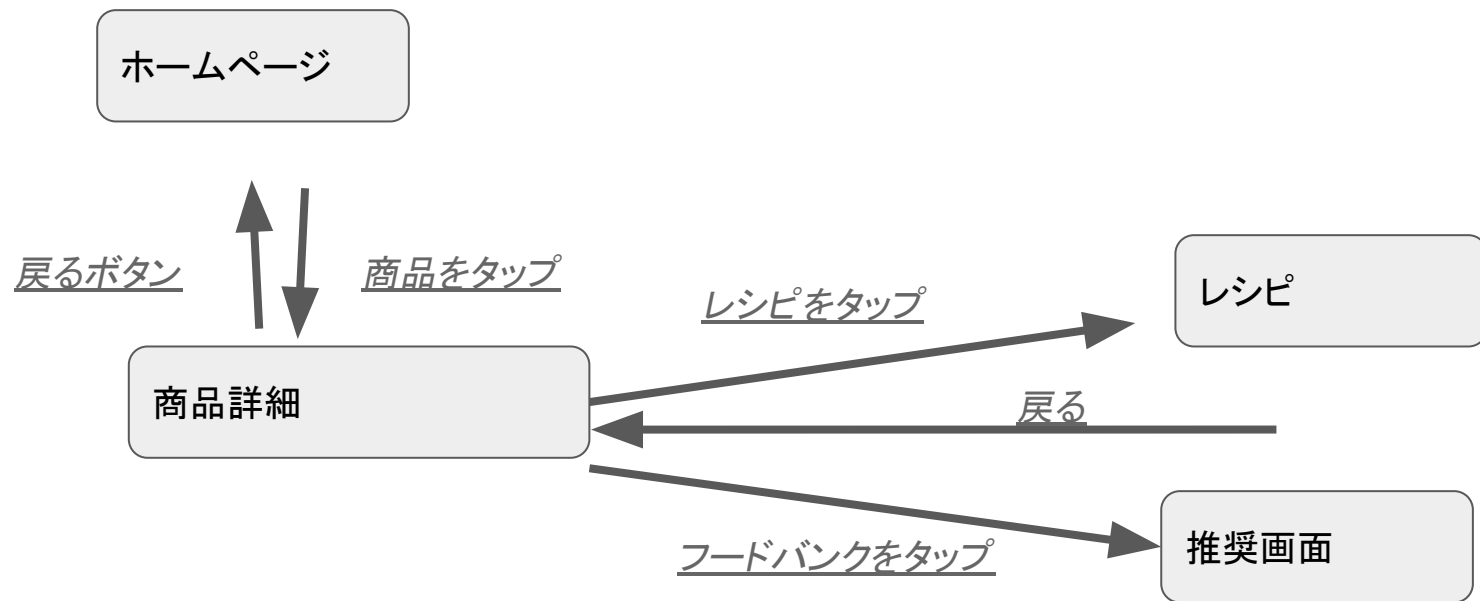 ホームページ
戻るボタン
商品をタップ
レシピをタップ
レシピ
商品詳細
戻る
フードバンクをタップ
推奨画面